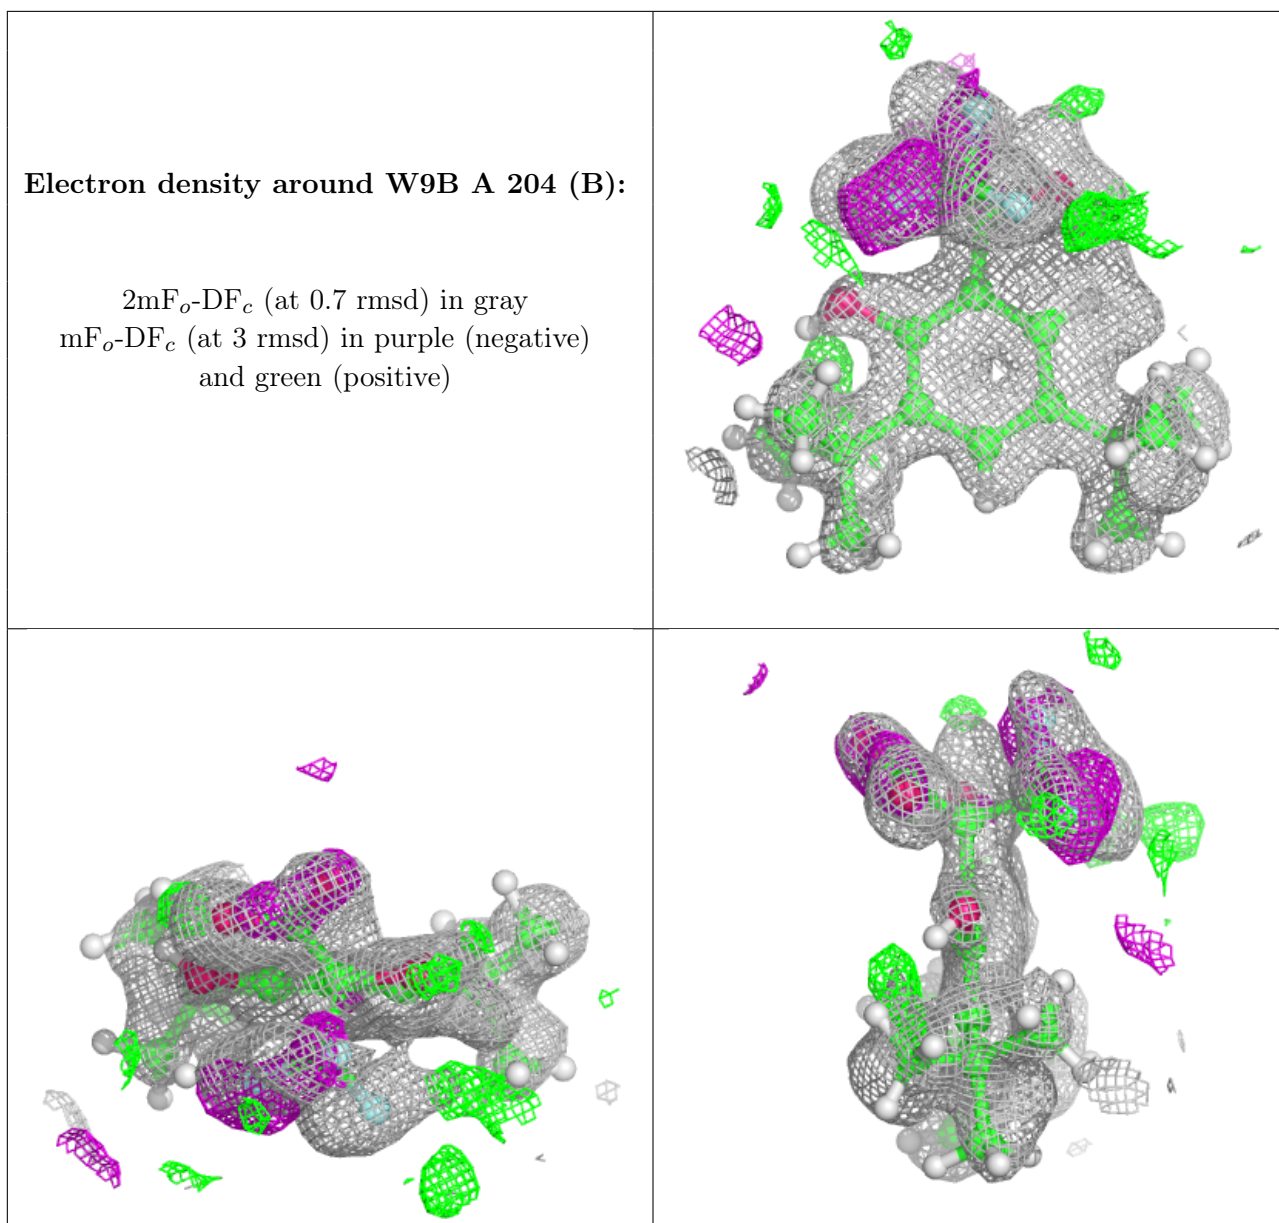 Electron density around W9B A 204 (B):
2mFo-DFc (at 0.7 rmsd) in gray
mFo-DFc (at 3 rmsd) in purple (negative)
and green (positive)